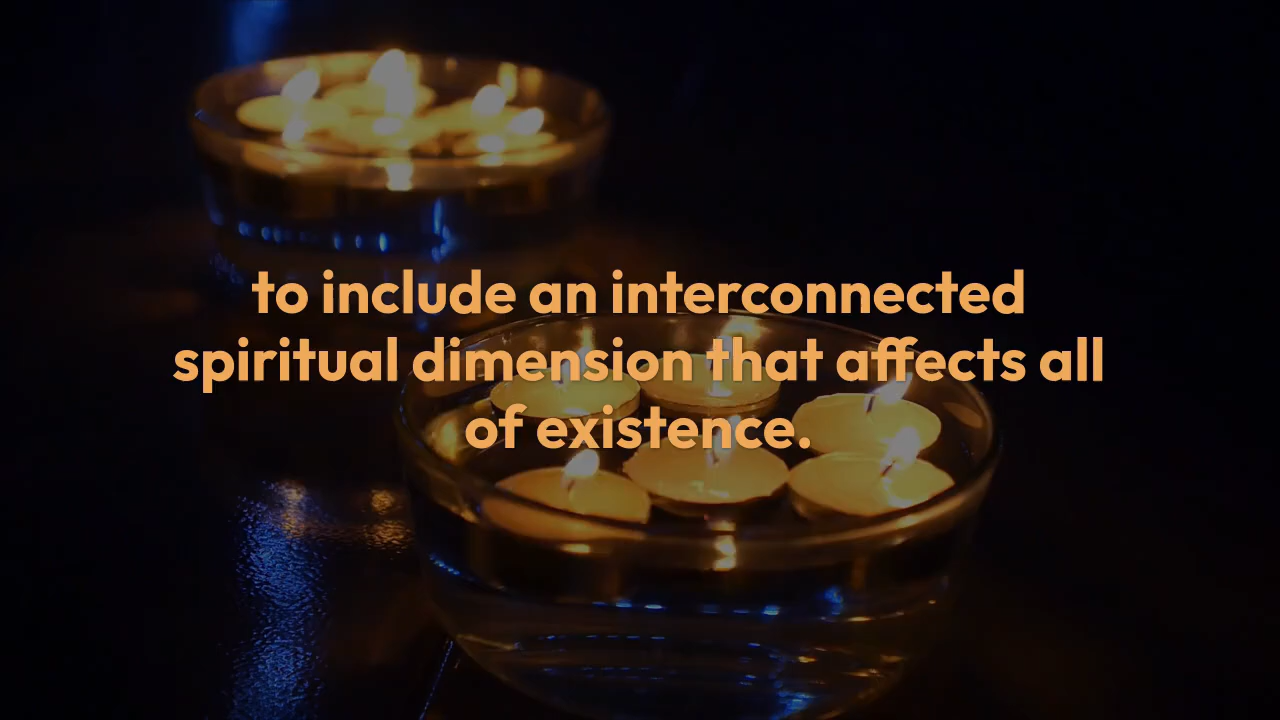 to include an interconnected
spiritual dimension that affects all
of existence.